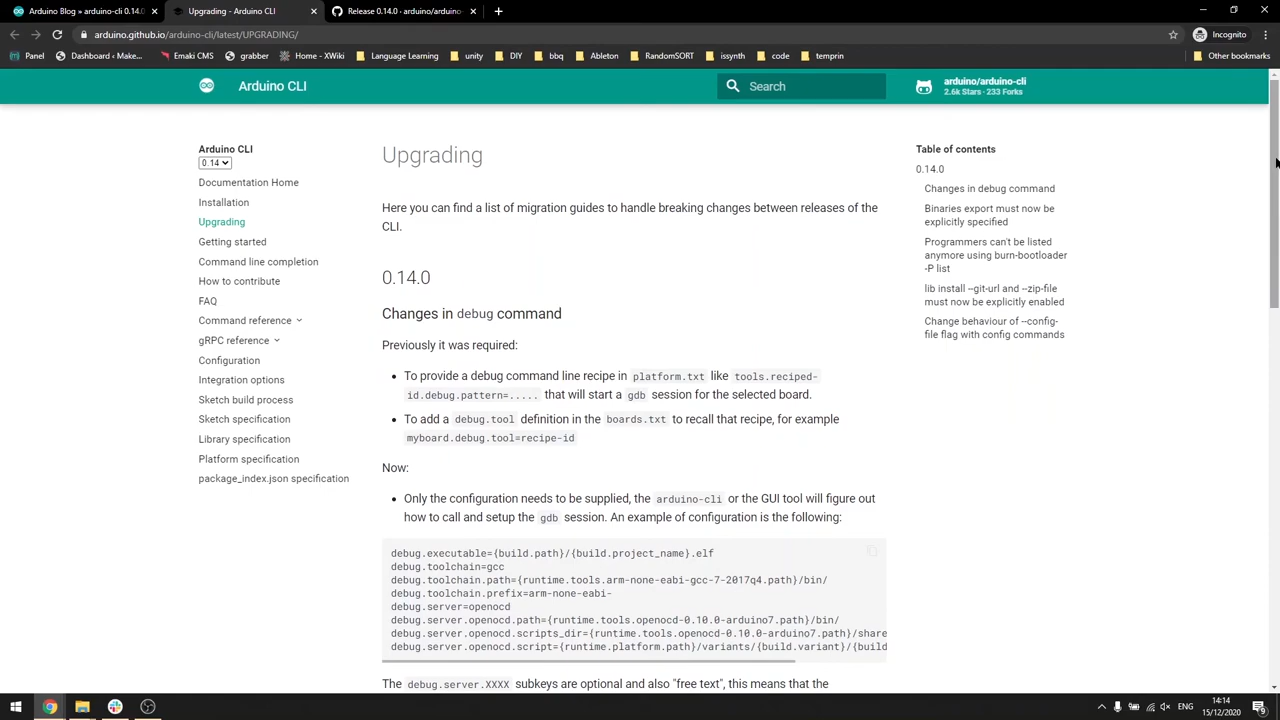 Arduino Blog » arduino-cli 0.14.0
Upgrading - Arduino CLI
Release 0.14.0 · arduino/arduino-
arduino.github.io/arduino-cli/latest/UPGRADING/
Incognito
Panel
Dashboard ‹ Make...
Emaki CMS
grabber
Home - XWiki
Language Learning
unity
DIY
bbq
Ableton
RandomSORT
issynth
code
temprin
Other bookmarks
Arduino CLI
Search
arduino/arduino-cli
2.6k Stars · 233 Forks
Arduino CLI
0.14
Documentation Home
Installation
Upgrading
Getting started
Command line completion
How to contribute
FAQ
Command reference
gRPC reference
Configuration
Integration options
Sketch build process
Sketch specification
Library specification
Platform specification
package_index.json specification
Upgrading
Here you can find a list of migration guides to handle breaking changes between releases of the
CLI.
0.14.0
Changes in debug command
Previously it was required:
• To provide a debug command line recipe in platform.txt like tools.reciped-
id.debug.pattern=..... that will start a gdb session for the selected board.
• To add a debug.tool definition in the boards.txt to recall that recipe, for example
myboard.debug.tool=recipe-id
Now:
• Only the configuration needs to be supplied, the arduino-cli or the GUI tool will figure out
how to call and setup the gdb session. An example of configuration is the following:
debug.executable={build.path}/{build.project_name}.elf
debug.toolchain=gcc
debug.toolchain.path={runtime.tools.arm-none-eabi-gcc-7-2017q4.path}/bin/
debug.toolchain.prefix=arm-none-eabi-
debug.server=openocd
debug.server.openocd.path={runtime.tools.openocd-0.10.0-arduino7.path}/bin/
debug.server.openocd.scripts_dir={runtime.tools.openocd-0.10.0-arduino7.path}/share
debug.server.openocd.script={runtime.platform.path}/variants/{build.variant}/{build
The debug.server.XXXX subkeys are optional and also "free text", this means that the
Table of contents
0.14.0
Changes in debug command
Binaries export must now be
explicitly specified
Programmers can't be listed
anymore using burn-bootloader
-P list
lib install --git-url and --zip-file
must now be explicitly enabled
Change behaviour of --config-
file flag with config commands
ENG
14:14
15/12/2020